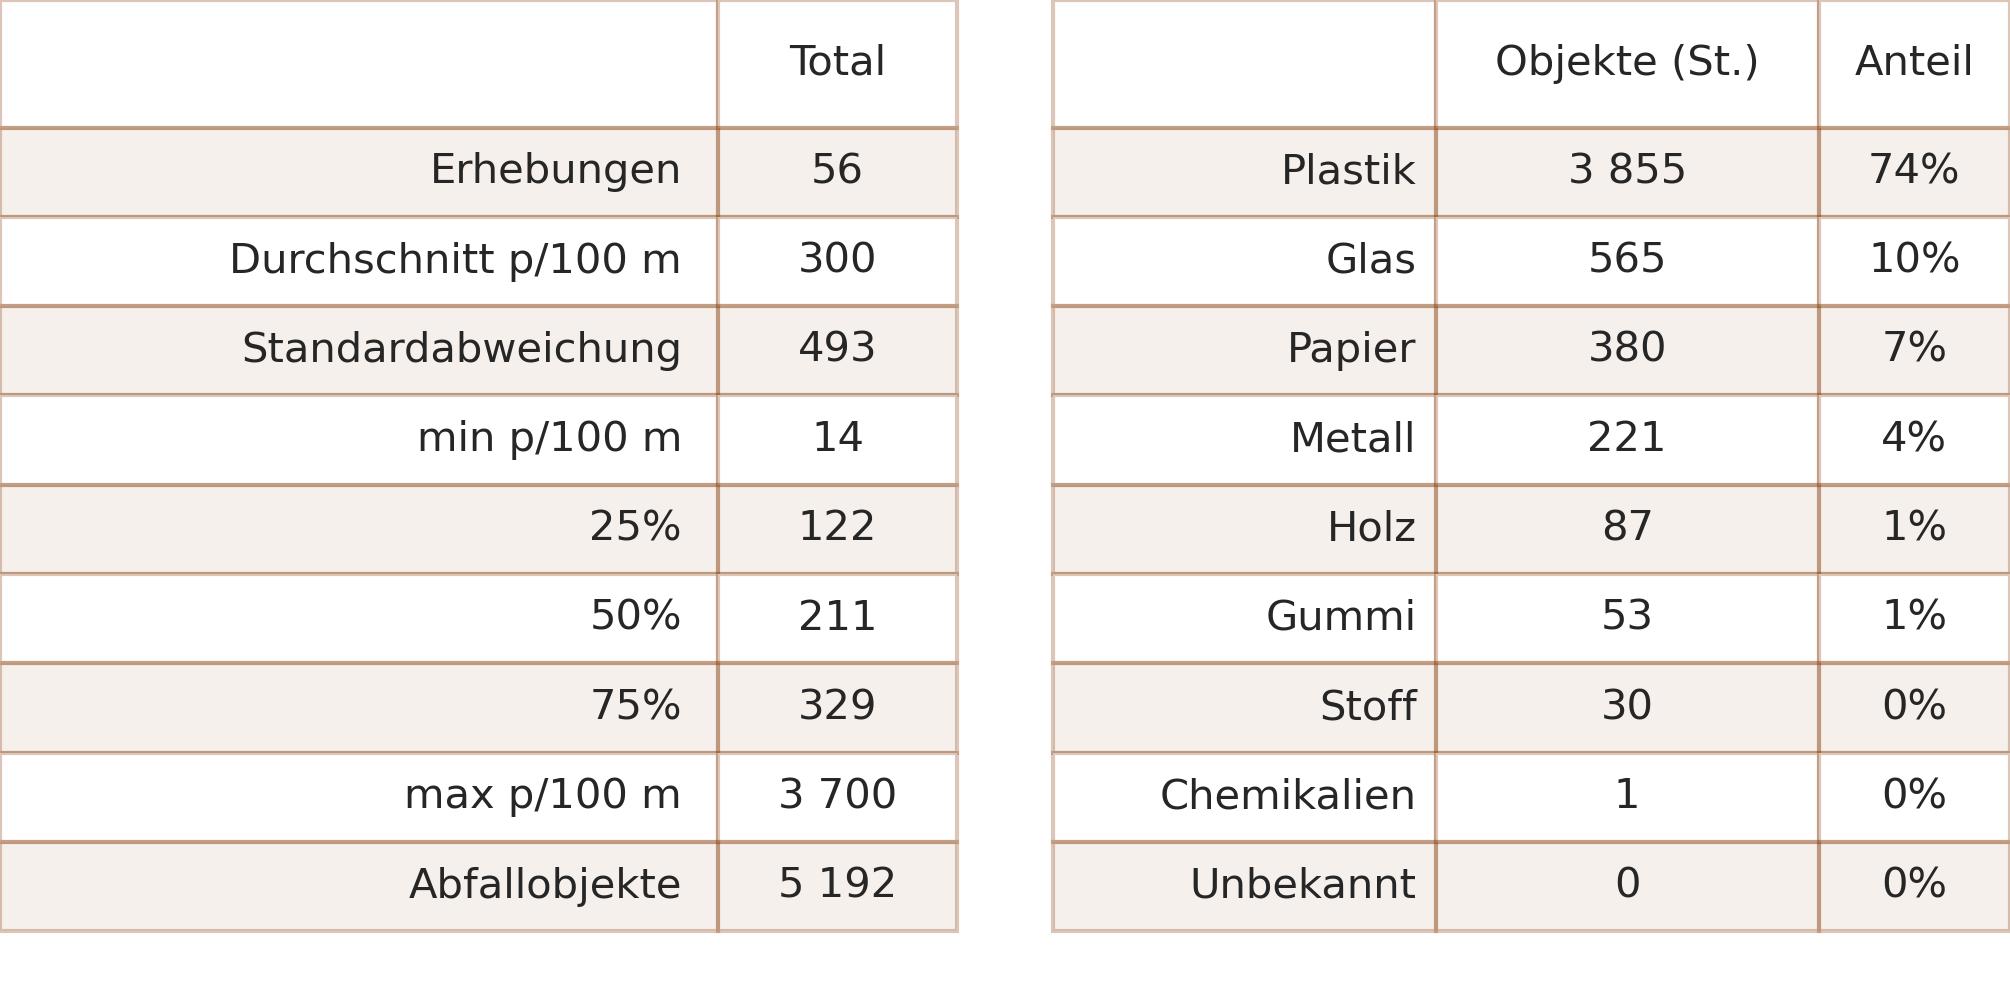 Total
Erhebungen 56
Durchschnitt p/100 m 300
Standardabweichung 493
min p/100 m 14
25% 122
50% 211
75% 329
max p/100 m 3 700
Abfallobjekte 5 192
Objekte (St.) Anteil
Plastik 3 855 74%
Glas 565 10%
Papier 380 7%
Metall 221 4%
Holz 87 1%
Gummi 53 1%
Stoff 30 0%
Chemikalien 1 0%
Unbekannt 0 0%